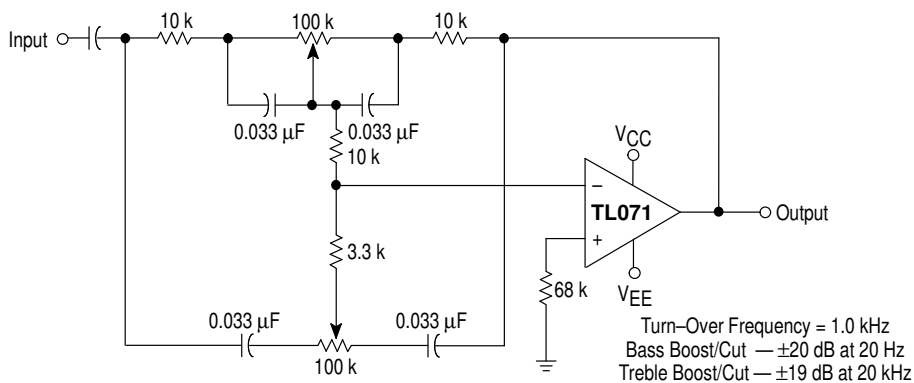 10 k
100 k
10 k
Input
0.033 µF
0.033 µF
10 k
VCC
−
TL071
+
Output
3.3 k
68 k
VEE
0.033 µF
0.033 µF
100 k
Turn–Over Frequency = 1.0 kHz
Bass Boost/Cut — ±20 dB at 20 Hz
Treble Boost/Cut — ±19 dB at 20 kHz